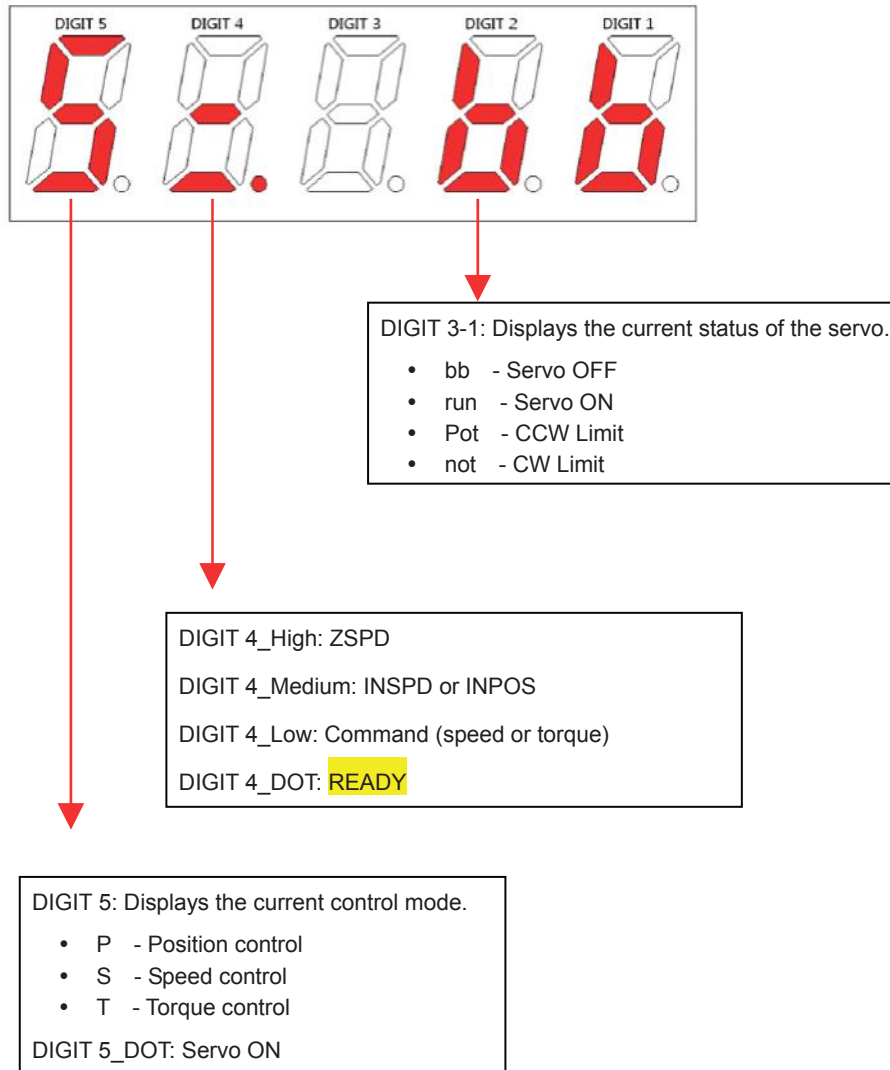 DIGIT 5 DIGIT 4 DIGIT 3 DIGIT 2 DIGIT 1
S bb
DIGIT 3-1: Displays the current status of the servo.
• bb - Servo OFF
• run - Servo ON
• Pot - CCW Limit
• not - CW Limit
DIGIT 4_High: ZSPD
DIGIT 4_Medium: INSPD or INPOS
DIGIT 4_Low: Command (speed or torque)
DIGIT 4_DOT: READY
DIGIT 5: Displays the current control mode.
• P - Position control
• S - Speed control
• T - Torque control
DIGIT 5_DOT: Servo ON